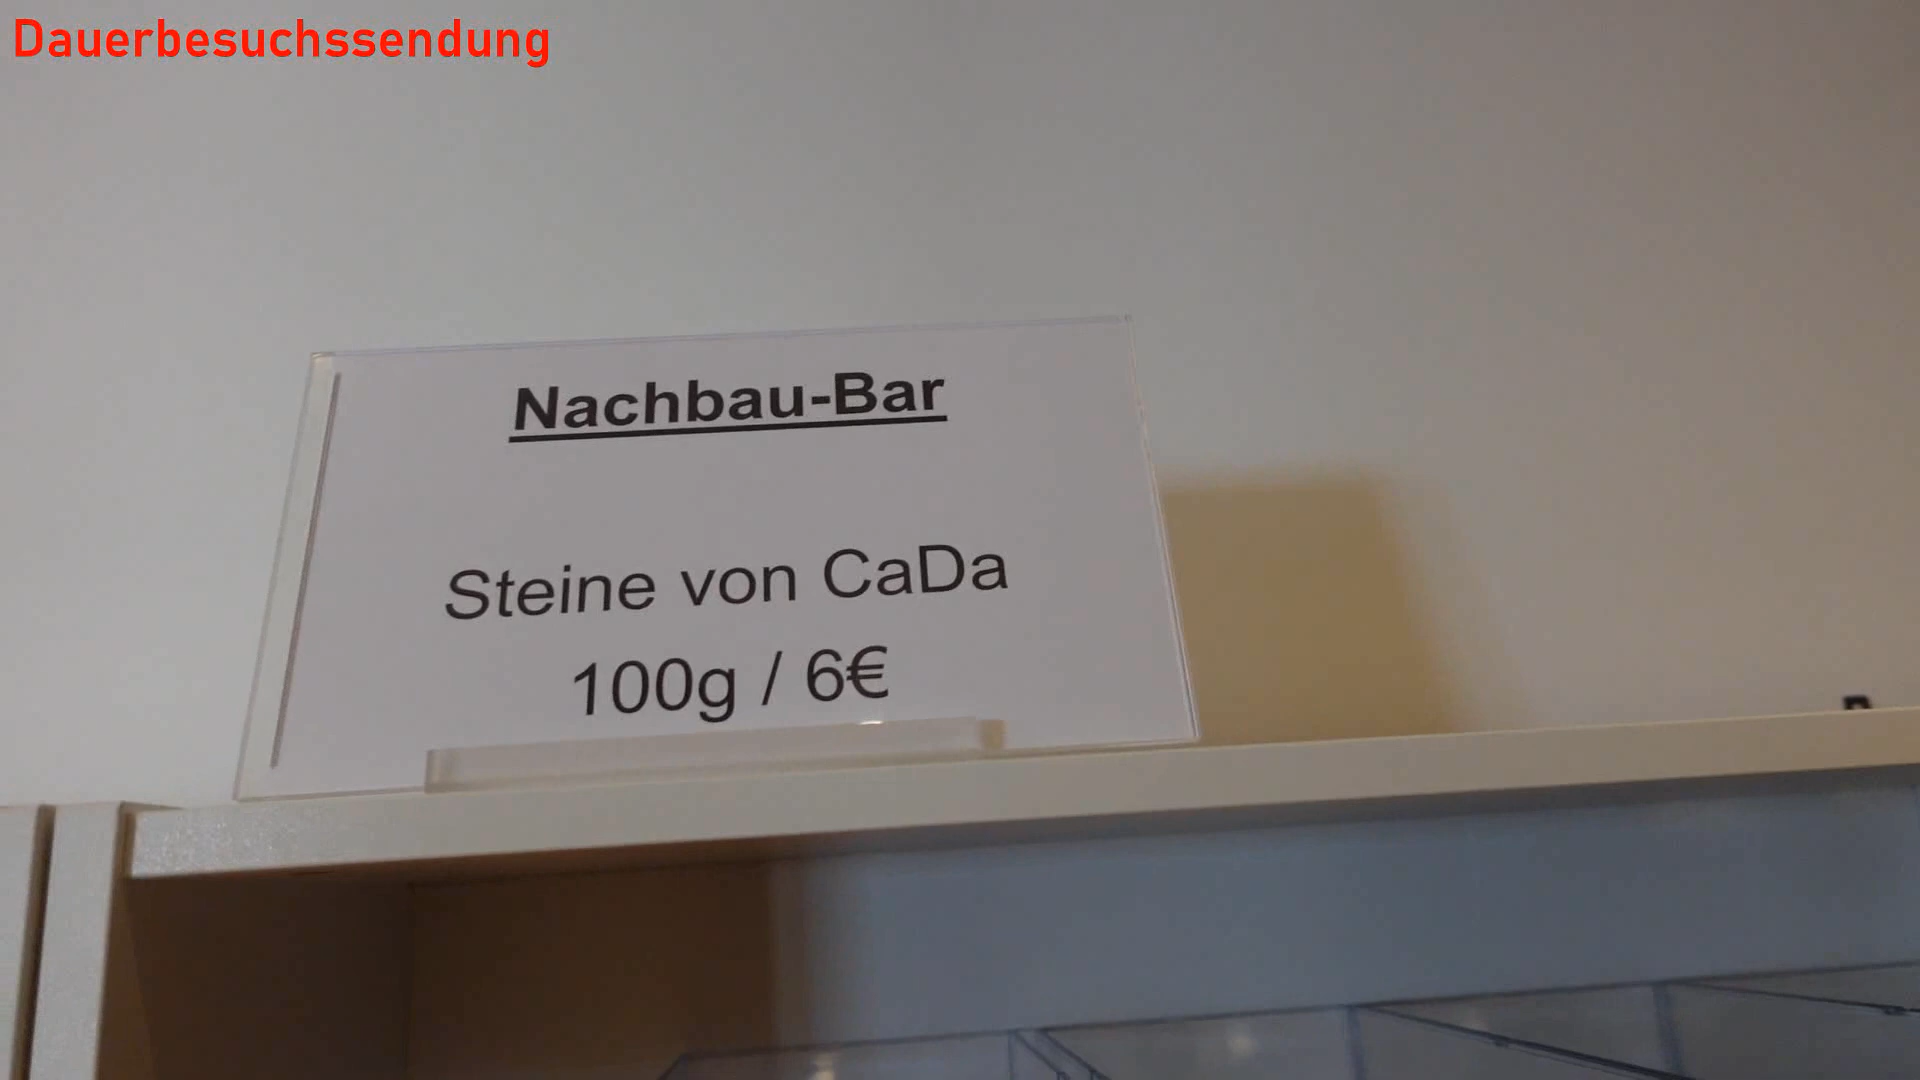 Dauerbesuchssendung
Nachbau-Bar
Steine von CaDa
100g / 6€